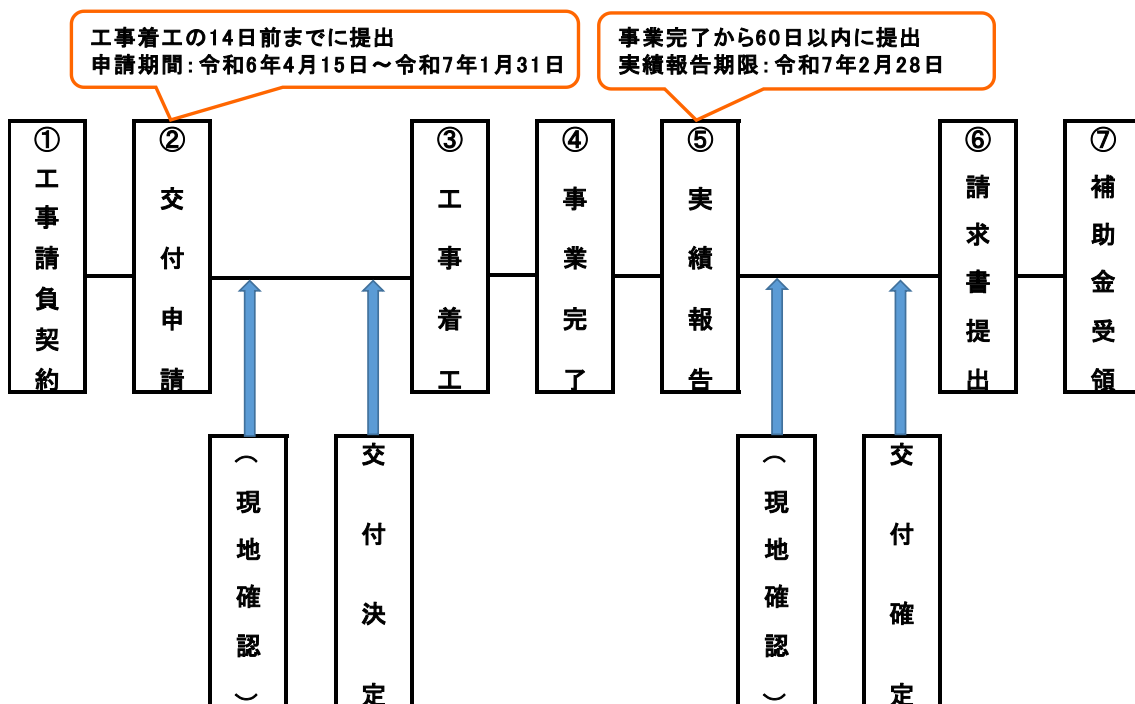 工事着工の14日前までに提出
申請期間:令和6年4月15日～令和7年1月31日
事業完了から60日以内に提出
実績報告期限:令和7年2月28日
①工事請負契約
②交付申請
③工事着工
④事業完了
⑤実績報告
⑥請求書提出
⑦補助金受領
（現地確認）
交付決定
（現地確認）
交付確定